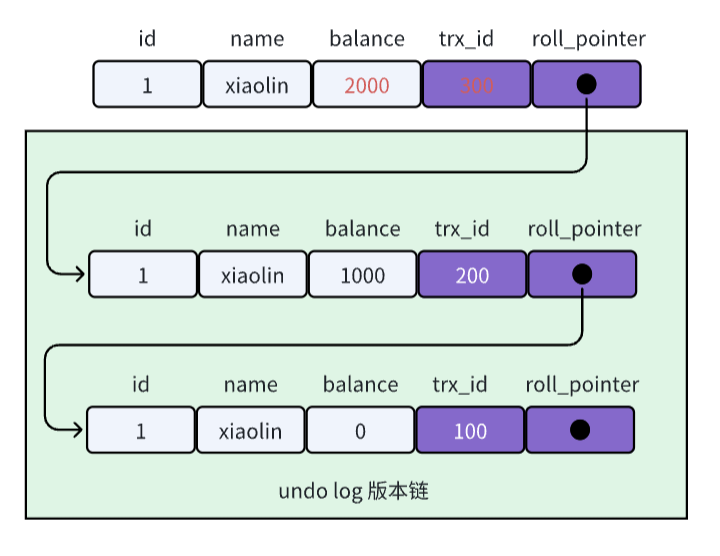 id name balance trx_id roll_pointer
1 xiaolin 2000 300
id name balance trx_id roll_pointer
1 xiaolin 1000 200
id name balance trx_id roll_pointer
1 xiaolin 0 100
undo log 版本链